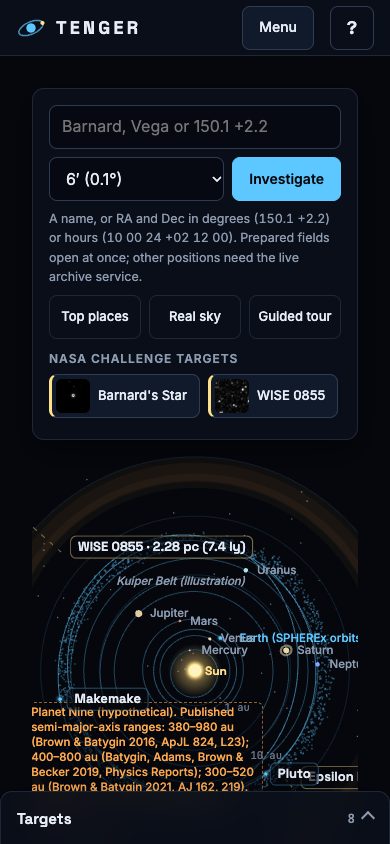 TENGER
Menu
?
Barnard, Vega or 150.1 +2.2
6′ (0.1°)
Investigate
A name, or RA and Dec in degrees (150.1 +2.2)
or hours (10 00 24 +02 12 00). Prepared fields
open at once; other positions need the live
archive service.
Top places
Real sky
Guided tour
NASA CHALLENGE TARGETS
Barnard's Star
WISE 0855
WISE 0855 · 2.28 pc (7.4 ly)
Uranus
Kuiper Belt (illustration)
Jupiter
Mars
Venus
Earth (SPHEREx orbits
Mercury
Saturn
Neptu
Sun
Makemake
au
Planet Nine (hypothetical). Published
semi-major-axis ranges: 380–980 au
(Brown & Batygin 2016, ApJL 824, L23);
400–800 au (Batygin, Adams, Brown &
Becker 2019, Physics Reports); 300–520
au (Brown & Batygin 2021, AJ 162, 219).
au
Pluto
Epsilon
Targets
8